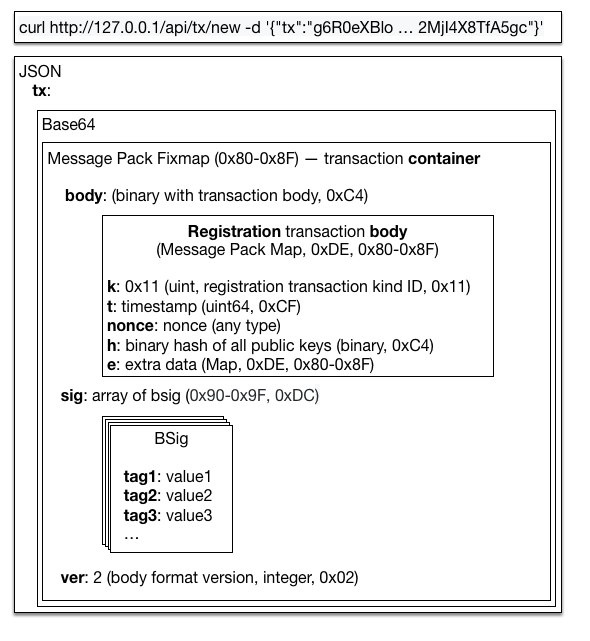 curl http://127.0.0.1/api/tx/new -d '{"tx":"g6R0eXBlo … 2MjI4X8TfA5gc"}'
JSON
tx:
Base64
Message Pack Fixmap (0x80-0x8F) — transaction container
body: (binary with transaction body, 0xC4)
Registration transaction body
(Message Pack Map, 0xDE, 0x80-0x8F)
k: 0x11 (uint, registration transaction kind ID, 0x11)
t: timestamp (uint64, 0xCF)
nonce: nonce (any type)
h: binary hash of all public keys (binary, 0xC4)
e: extra data (Map, 0xDE, 0x80-0x8F)
sig: array of bsig (0x90-0x9F, 0xDC)
BSig
tag1: value1
tag2: value2
tag3: value3
…
ver: 2 (body format version, integer, 0x02)